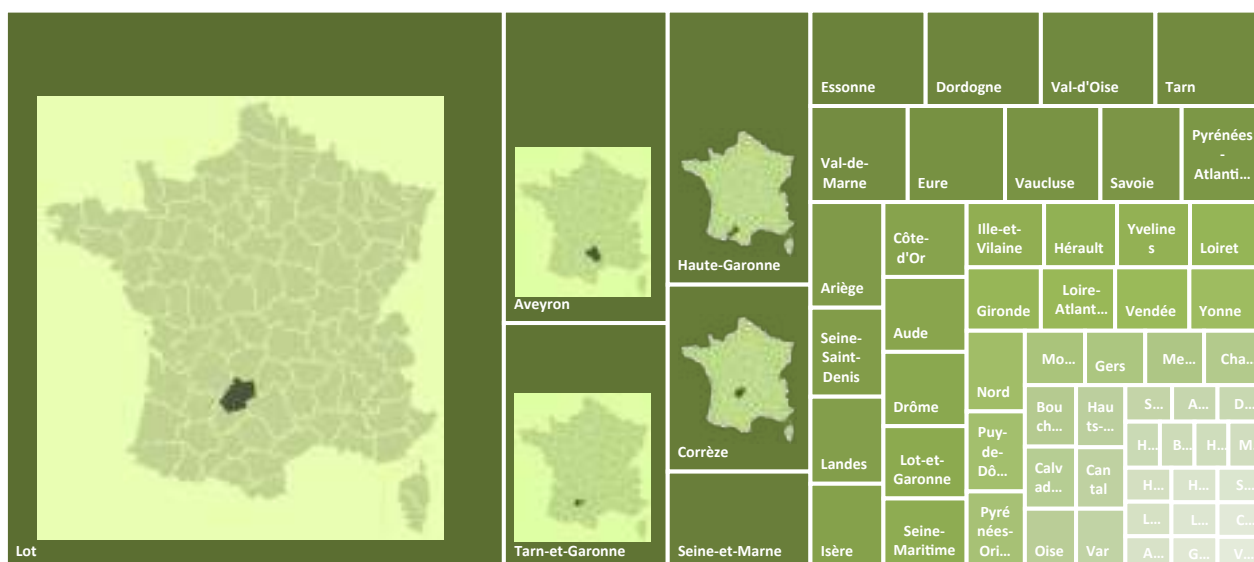 Lot
Aveyron
Tarn-et-Garonne
Haute-Garonne
Corrèze
Seine-et-Marne
Essonne
Dordogne
Val-d'Oise
Tarn
Val-de-
Marne
Eure
Vaucluse
Savoie
Pyrénées
-
Atlanti...
Ariège
Seine-
Saint-
Denis
Landes
Isère
Côte-
d'Or
Aude
Drôme
Lot-et-
Garonne
Seine-
Maritime
Ille-et-
Vilaine
Hérault
Yveline
s
Loiret
Gironde
Loire-
Atlant...
Vendée
Yonne
Nord
Puy-
de-
Dô...
Pyré
nées-
Ori...
Mo...
Gers
Me...
Cha...
Bou
ch...
Hau
ts-...
Calv
ad...
Can
tal
Oise
Var
S...
A...
D...
H...
B...
H...
M...
H...
H...
S...
L...
L...
C...
A...
G...
V...